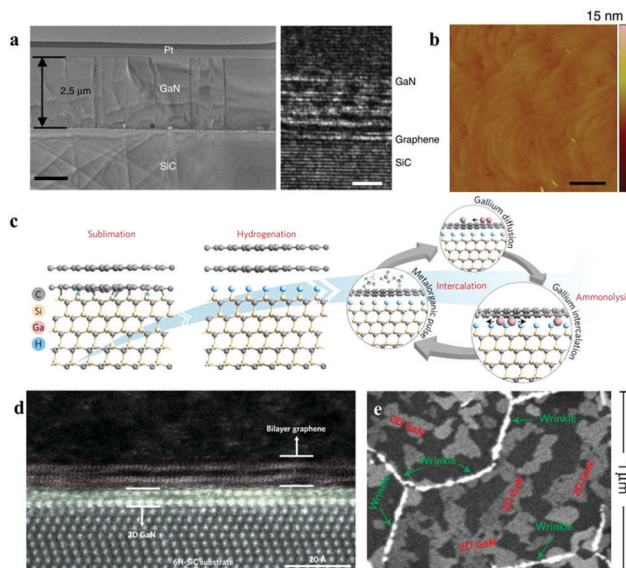 a
Pt
2.5 μm
GaN
SiC
GaN
Graphene
SiC
b
15 nm
c
Sublimation
Hydrogenation
Gallium diffusion
Metalorganic pulse
Intercalation
Gallium intercalation
Ammonolysis
C
Si
Ga
H
d
Bilayer graphene
2D GaN
6H-SiC substrate
20 Å
e
2D GaN
Wrinkle
Wrinkle
Wrinkle
Wrinkle
2D GaN
2D GaN
Wrinkle
2D GaN
1 μm